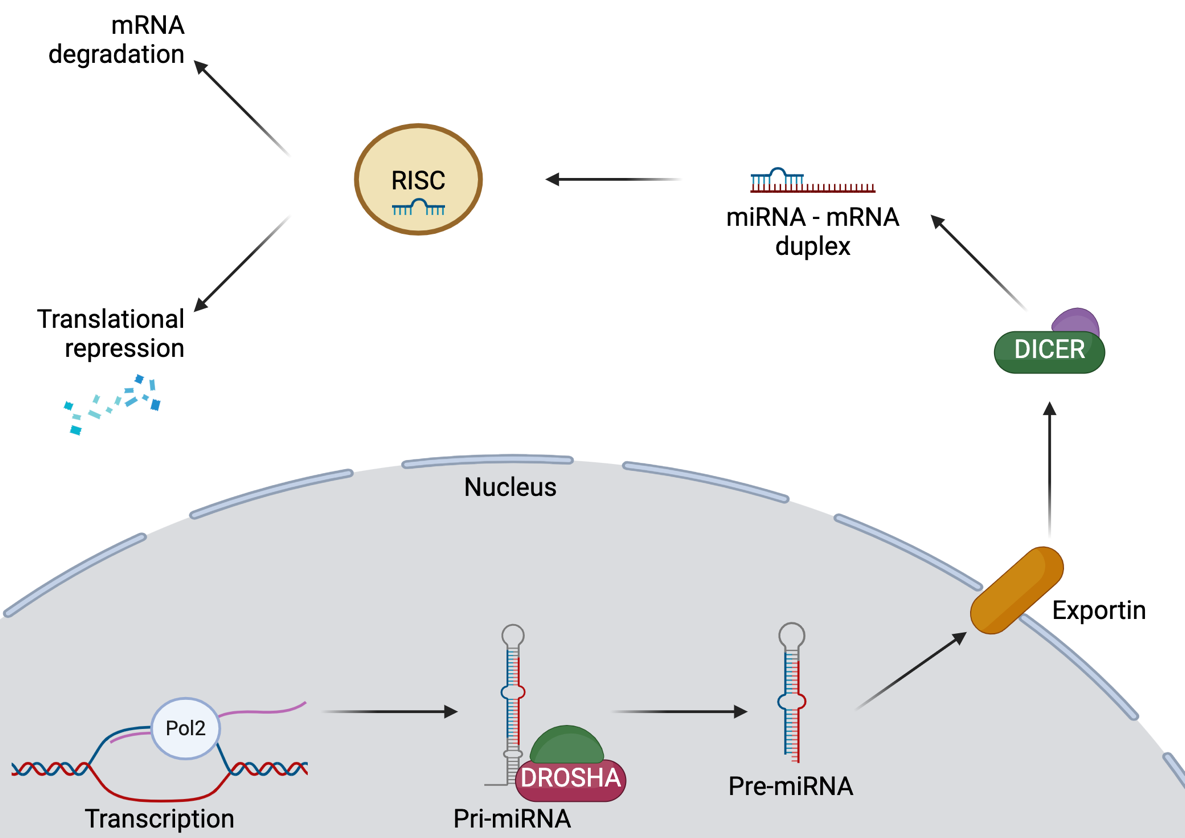 mRNA
degradation
RISC
miRNA - mRNA
duplex
Translational
repression
DICER
Nucleus
Exportin
Pol2
Transcription
DROSHA
Pri-miRNA
Pre-miRNA